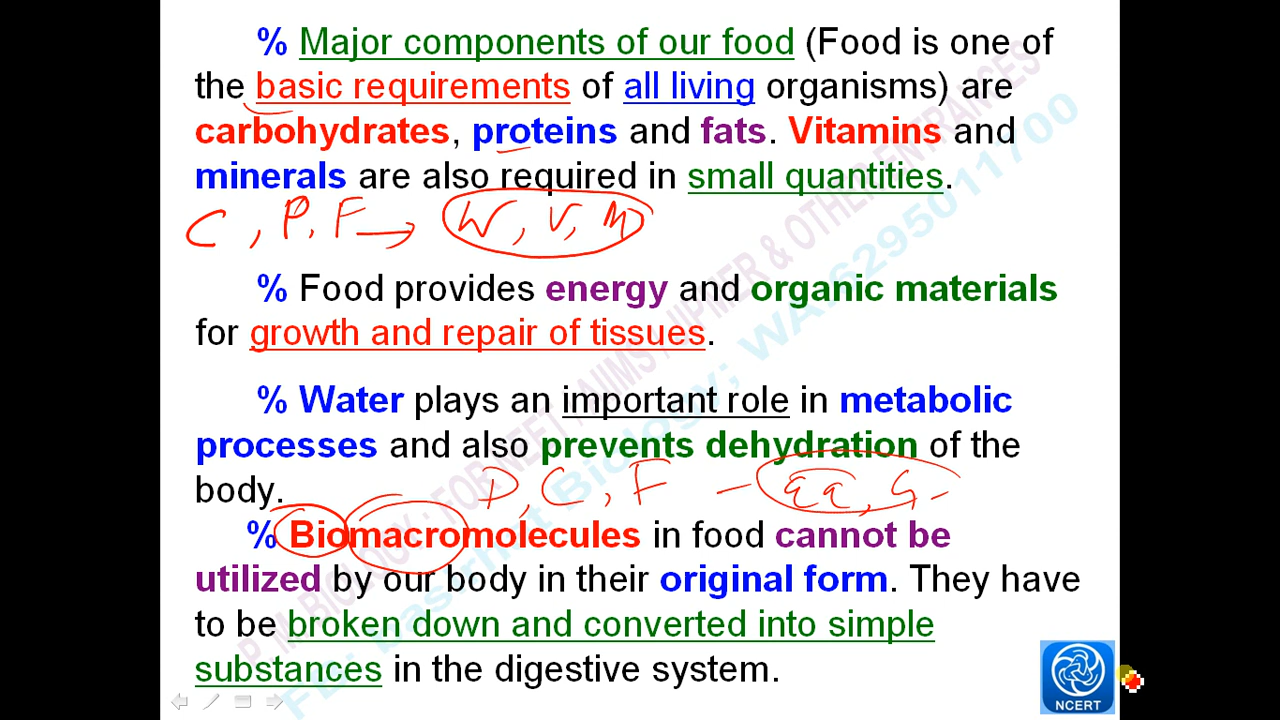 % Major components of our food (Food is one of
the basic requirements of all living organisms) are
carbohydrates, proteins and fats. Vitamins and
minerals are also required in small quantities.
C, P, F → W, V, M
% Food provides energy and organic materials
for growth and repair of tissues.
% Water plays an important role in metabolic
processes and also prevents dehydration of the
body.
P, C, F - aa, G -
% Biomacromolecules in food cannot be
utilized by our body in their original form. They have
to be broken down and converted into simple
substances in the digestive system.
NCERT